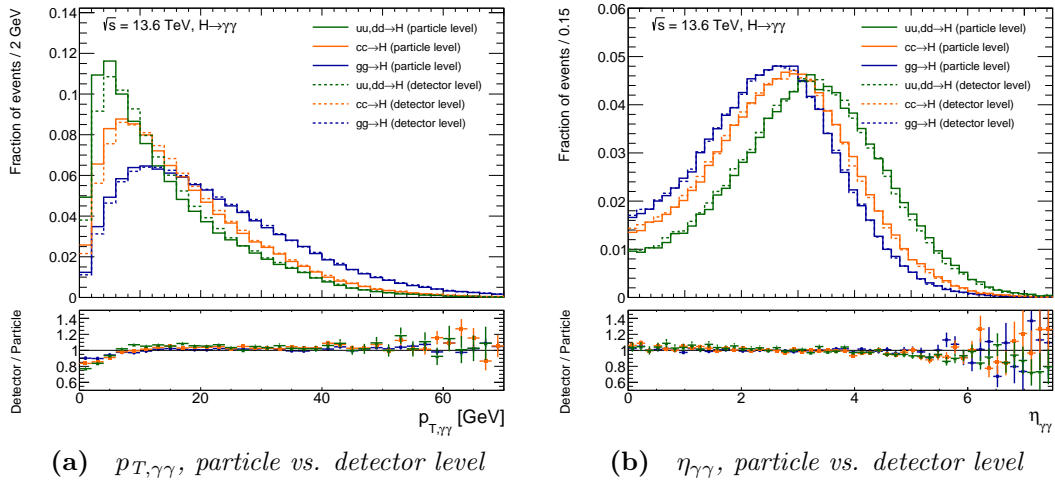 √s = 13.6 TeV, H→γγ
Fraction of events / 2 GeV
0.14
0.12
0.1
0.08
0.06
0.04
0.02
0
uu,dd→H (particle level)
cc→H (particle level)
gg→H (particle level)
uu,dd→H (detector level)
cc→H (detector level)
gg→H (detector level)
Detector / Particle
1.4
1.2
1
0.8
0.6
0 20 40 60
p_T,γγ [GeV]
(a) p_T,γγ, particle vs. detector level
√s = 13.6 TeV, H→γγ
Fraction of events / 0.15
0.06
0.05
0.04
0.03
0.02
0.01
0
uu,dd→H (particle level)
cc→H (particle level)
gg→H (particle level)
uu,dd→H (detector level)
cc→H (detector level)
gg→H (detector level)
Detector / Particle
1.4
1.2
1
0.8
0.6
0 2 4 6
η_γγ
(b) η_γγ, particle vs. detector level